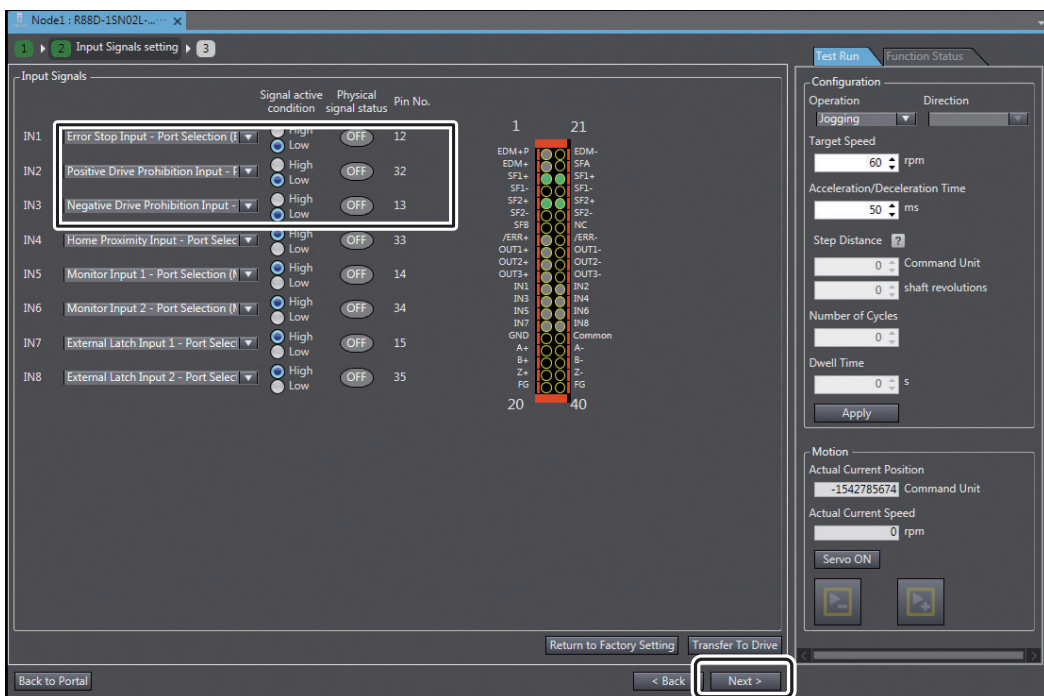 Node1 : R88D-1SN02L-...···
1 2 Input Signals setting 3
Input Signals
Signal active condition Physical signal status Pin No.
IN1 Error Stop Input - Port Selection (E High Low OFF 12
IN2 Positive Drive Prohibition Input - F High Low OFF 32
IN3 Negative Drive Prohibition Input - High Low OFF 13
IN4 Home Proximity Input - Port Selec High Low OFF 33
IN5 Monitor Input 1 - Port Selection (M High Low OFF 14
IN6 Monitor Input 2 - Port Selection (M High Low OFF 34
IN7 External Latch Input 1 - Port Select High Low OFF 15
IN8 External Latch Input 2 - Port Select High Low OFF 35
1 21
EDM+P EDM-
EDM+ SFA
SF1+ SF1+
SF1- SF1-
SF2+ SF2+
SF2- SF2-
SFB NC
/ERR+ /ERR-
OUT1+ OUT1-
OUT2+ OUT2-
OUT3+ OUT3-
IN1 IN2
IN3 IN4
IN5 IN6
IN7 IN8
GND Common
A+ A-
B+ B-
Z+ Z-
FG FG
20 40
Return to Factory Setting Transfer To Drive
Back to Portal < Back Next >
Test Run Function Status
Configuration
Operation Direction
Jogging
Target Speed
60 rpm
Acceleration/Deceleration Time
50 ms
Step Distance ?
0 Command Unit
0 shaft revolutions
Number of Cycles
0
Dwell Time
0 s
Apply
Motion
Actual Current Position
-1542785674 Command Unit
Actual Current Speed
0 rpm
Servo ON